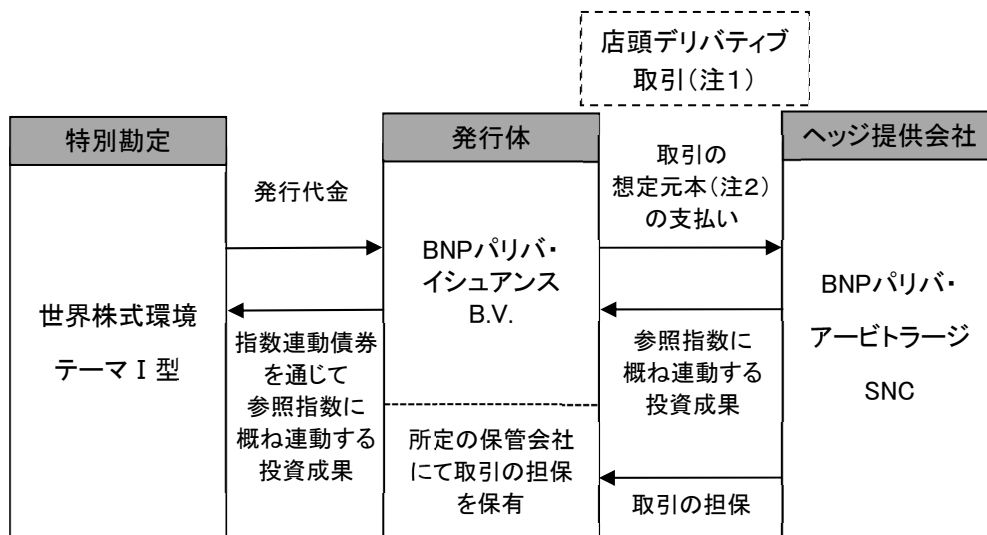 店頭デリバティブ
取引(注1)
特別勘定
発行体
ヘッジ提供会社
世界株式環境
テーマⅠ型
発行代金
指数連動債券
を通じて
参照指数に
概ね連動する
投資成果
BNPパリバ・
イシュアンス
B.V.
所定の保管会社
にて取引の担保
を保有
取引の
想定元本(注2)
の支払い
参照指数に
概ね連動する
投資成果
取引の担保
BNPパリバ・
アービトラージ
SNC